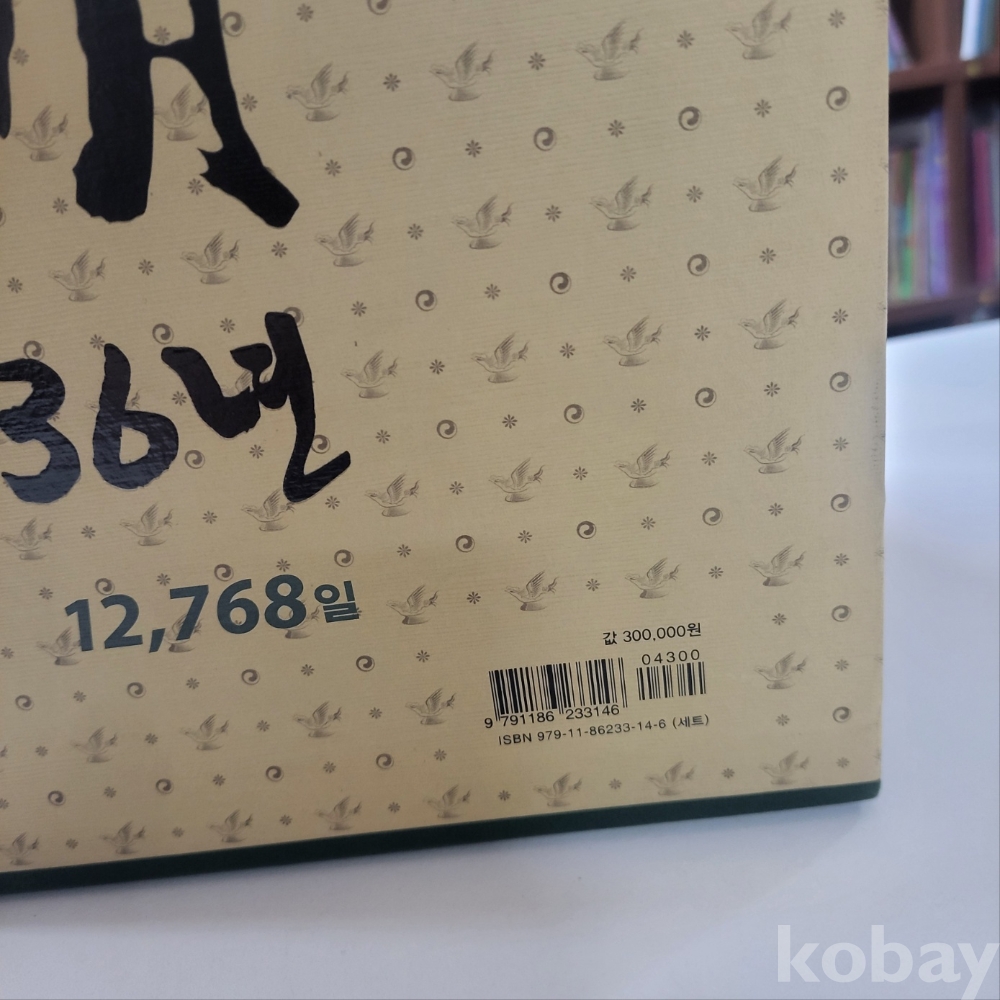 36년
12,768일
값 300,000원
04300
9 791186 233146
ISBN 979-11-86233-14-6 (세트)
kobay